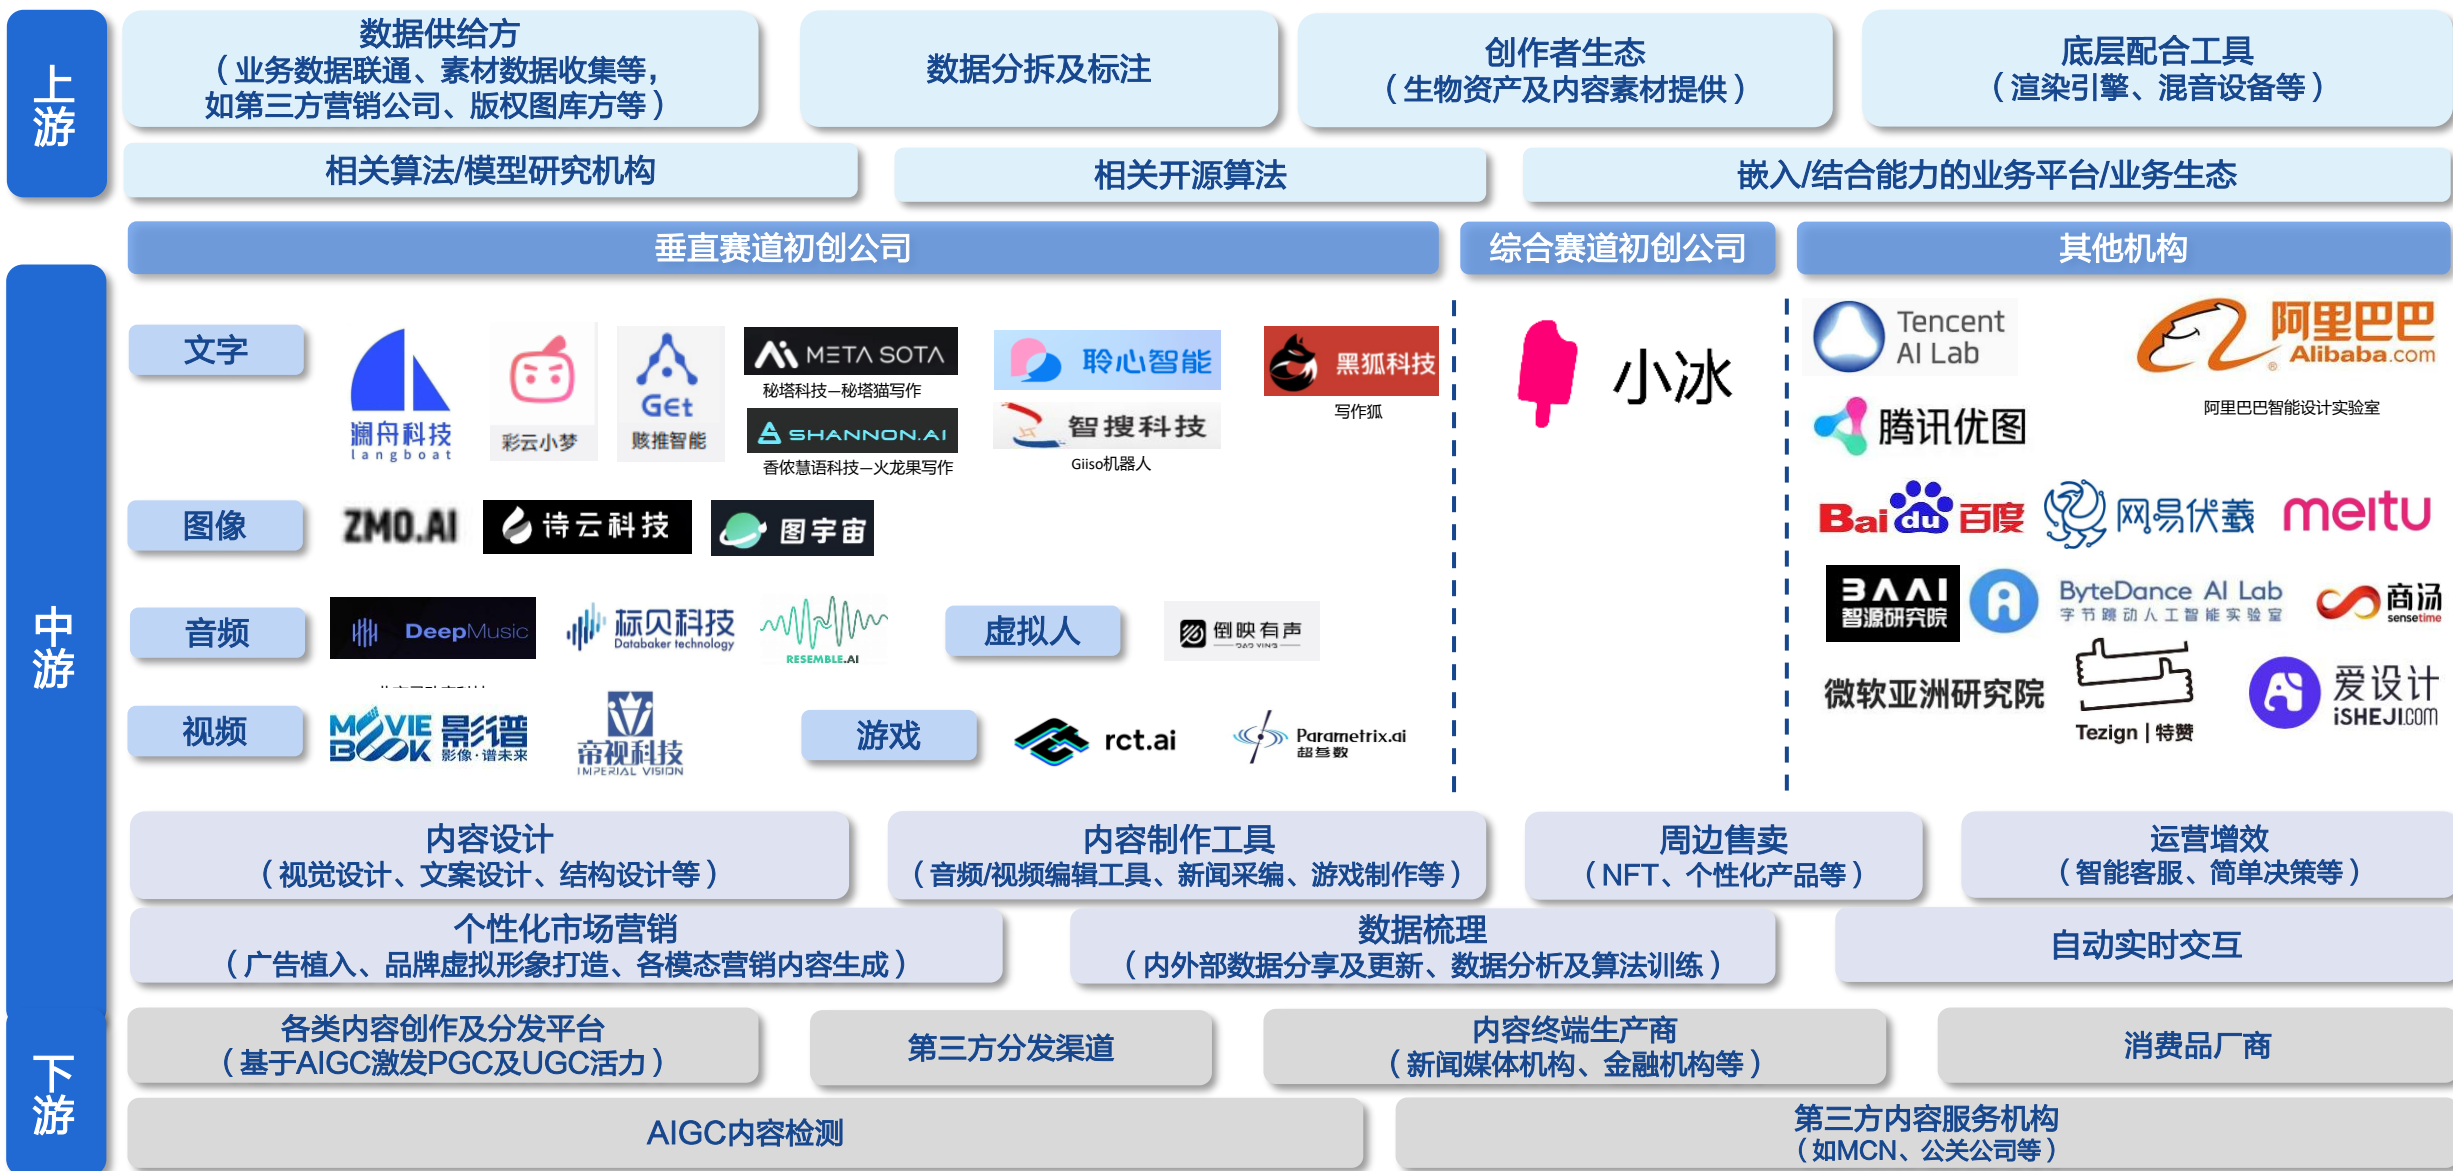 上游
数据供给方
（业务数据联通、素材数据收集等，
如第三方营销公司、版权图库方等）
数据分拆及标注
创作者生态
（生物资产及内容素材提供）
底层配合工具
（渲染引擎、混音设备等）
相关算法/模型研究机构
相关开源算法
嵌入/结合能力的业务平台/业务生态
中游
垂直赛道初创公司
综合赛道初创公司
其他机构
文字
澜舟科技
langboat
彩云小梦
GEt
赅推智能
META SOTA
秘塔科技—秘塔猫写作
SHANNON.AI
香侬慧语科技—火龙果写作
聆心智能
智搜科技
Giiso机器人
黑狐科技
写作狐
小冰
Tencent
AI Lab
阿里巴巴
Alibaba.com
阿里巴巴智能设计实验室
腾讯优图
图像
ZMO.AI
诗云科技
图宇宙
Bai du 百度
网易伏羲
meitu
音频
DeepMusic
标贝科技
Databaker technology
RESEMBLE.AI
虚拟人
倒映有声
DAO YING
BAAI
智源研究院
ByteDance AI Lab
字节跳动人工智能实验室
商汤
sensetime
视频
MOVIE
BOOK
影谱
影像·谱未来
帝视科技
IMPERIAL VISION
游戏
rct.ai
Parametrix.ai
超参数
微软亚洲研究院
Tezign | 特赞
爱设计
iSHEJI.COM
内容设计
（视觉设计、文案设计、结构设计等）
内容制作工具
（音频/视频编辑工具、新闻采编、游戏制作等）
周边售卖
（NFT、个性化产品等）
运营增效
（智能客服、简单决策等）
个性化市场营销
（广告植入、品牌虚拟形象打造、各模态营销内容生成）
数据梳理
（内外部数据分享及更新、数据分析及算法训练）
自动实时交互
下游
各类内容创作及分发平台
（基于AIGC激发PGC及UGC活力）
第三方分发渠道
内容终端生产商
（新闻媒体机构、金融机构等）
消费品厂商
AIGC内容检测
第三方内容服务机构
（如MCN、公关公司等）